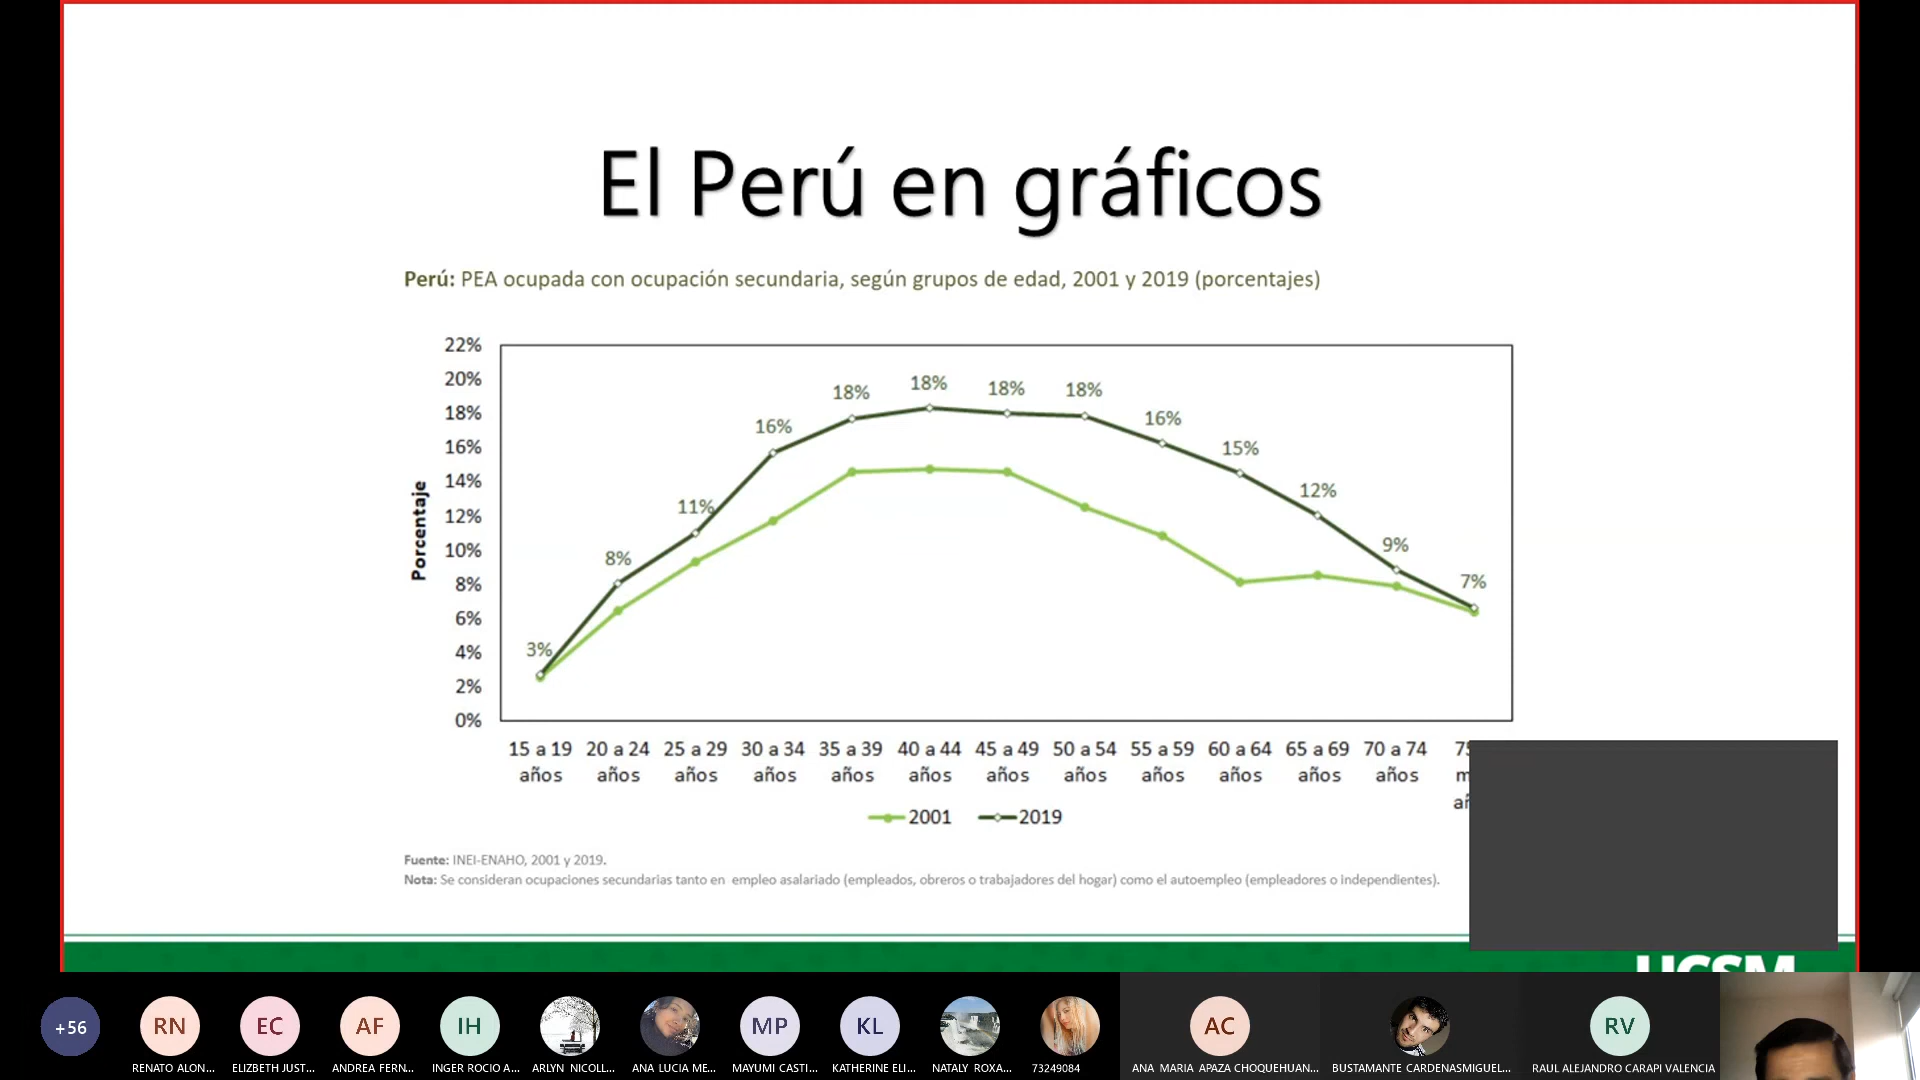 El Perú en gráficos
Perú: PEA ocupada con ocupación secundaria, según grupos de edad, 2001 y 2019 (porcentajes)
Porcentaje
22%
20%
18%
16%
14%
12%
10%
8%
6%
4%
2%
0%
3%
8%
11%
16%
18%
18%
18%
18%
16%
15%
12%
9%
7%
15 a 19 años
20 a 24 años
25 a 29 años
30 a 34 años
35 a 39 años
40 a 44 años
45 a 49 años
50 a 54 años
55 a 59 años
60 a 64 años
65 a 69 años
70 a 74 años
2001 2019
Fuente: INEI-ENAHO, 2001 y 2019.
Nota: Se consideran ocupaciones secundarias tanto en empleo asalariado (empleados, obreros o trabajadores del hogar) como el autoempleo (empleadores o independientes).
UCSM
+56
RN
EC
AF
IH
MP
KL
AC
RV
RENATO ALON...
ELIZBETH JUST...
ANDREA FERN...
INGER ROCIO A...
ARLYN NICOLL...
ANA LUCIA ME...
MAYUMI CASTI...
KATHERINE ELI...
NATALY ROXA...
73249084
ANA MARIA APAZA CHOQUEHUAN...
BUSTAMANTE CARDENASMIGUEL...
RAUL ALEJANDRO CARAPI VALENCIA